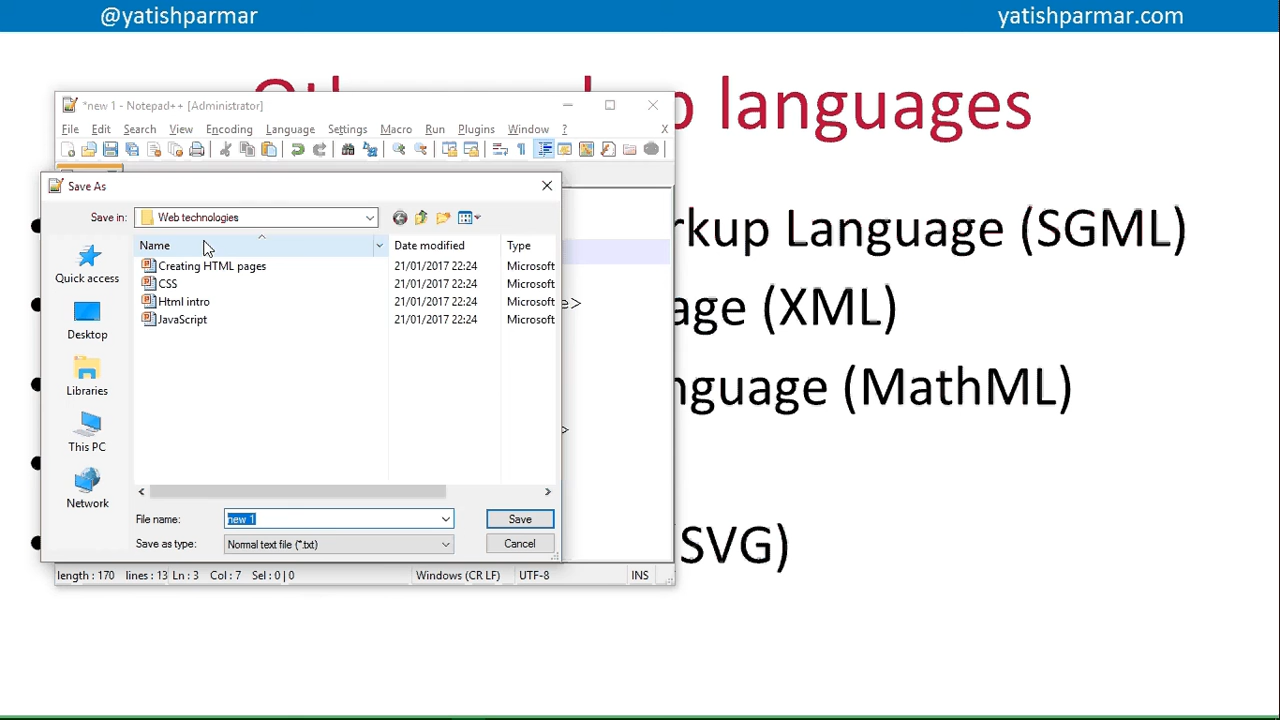 @yatishparmar
yatishparmar.com
languages
*new 1 - Notepad++ [Administrator]
File Edit Search View Encoding Language Settings Macro Run Plugins Window ? X
Save As
Save in: Web technologies
Name Date modified Type
Creating HTML pages 21/01/2017 22:24 Microsoft
CSS 21/01/2017 22:24 Microsoft
Html intro 21/01/2017 22:24 Microsoft
JavaScript 21/01/2017 22:24 Microsoft
Quick access
Desktop
Libraries
This PC
Network
File name: new 1 Save
Save as type: Normal text file (*.txt) Cancel
length : 170 lines : 13 Ln : 3 Col : 7 Sel : 0 | 0 Windows (CR LF) UTF-8 INS
rkup Language (SGML)
age (XML)
nguage (MathML)
(SVG)